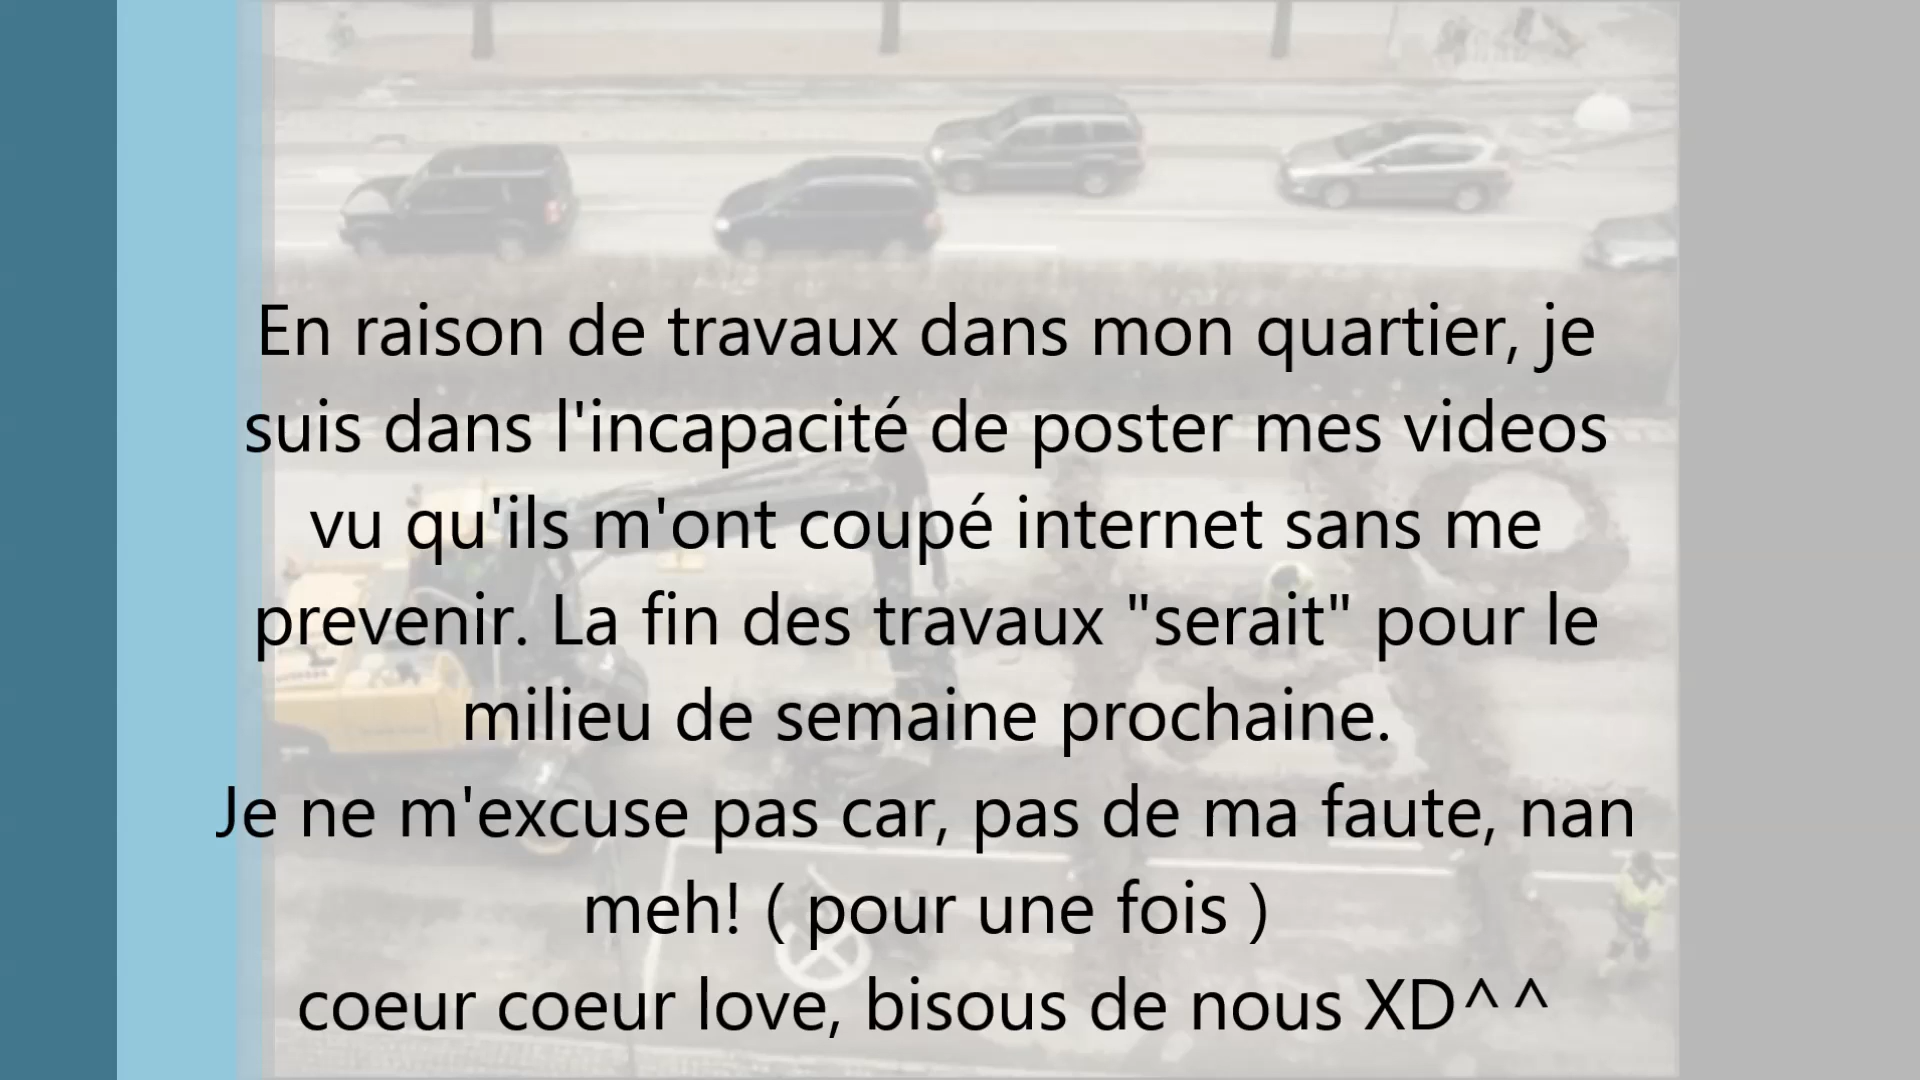 En raison de travaux dans mon quartier, je
suis dans l'incapacité de poster mes videos
vu qu'ils m'ont coupé internet sans me
prevenir. La fin des travaux "serait" pour le
milieu de semaine prochaine.
Je ne m'excuse pas car, pas de ma faute, nan
meh! ( pour une fois )
coeur coeur love, bisous de nous XD^^